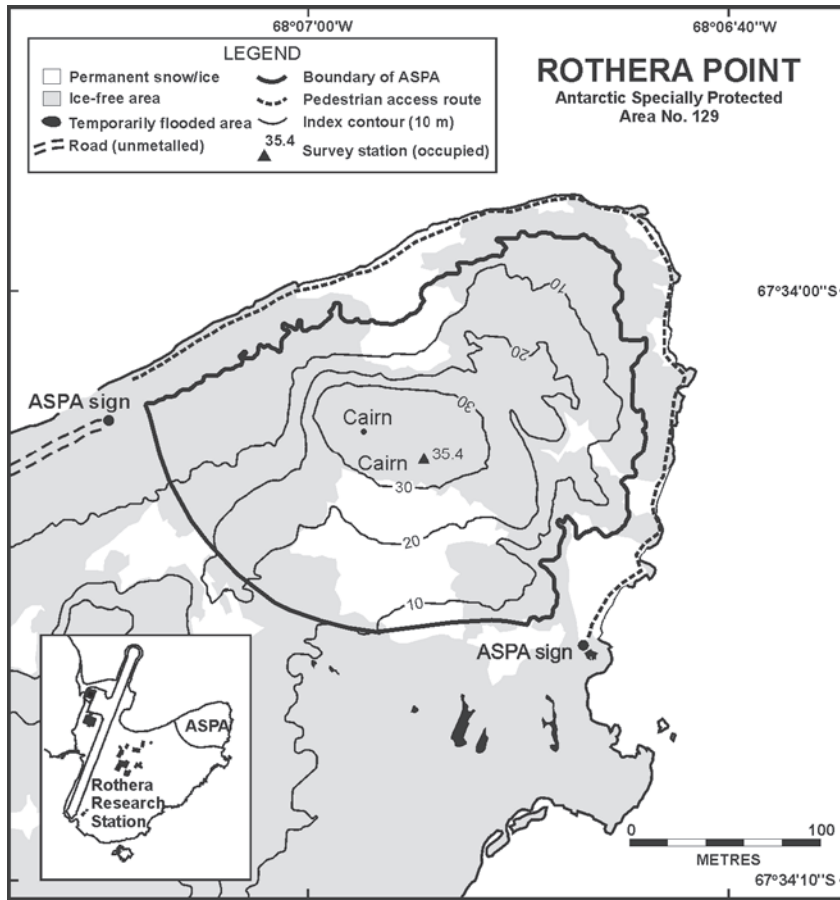 68°07'00"W
68°06'40"W
LEGEND
Permanent snow/ice
Ice-free area
Temporarily flooded area
Road (unmetalled)
Boundary of ASPA
Pedestrian access route
Index contour (10 m)
35.4
Survey station (occupied)
ROTHERA POINT
Antarctic Specially Protected
Area No. 129
67°34'00"S
10
20
30
ASPA sign
Cairn
Cairn
35.4
30
20
10
ASPA sign
ASPA
Rothera
Research
Station
0
100
METRES
67°34'10"S